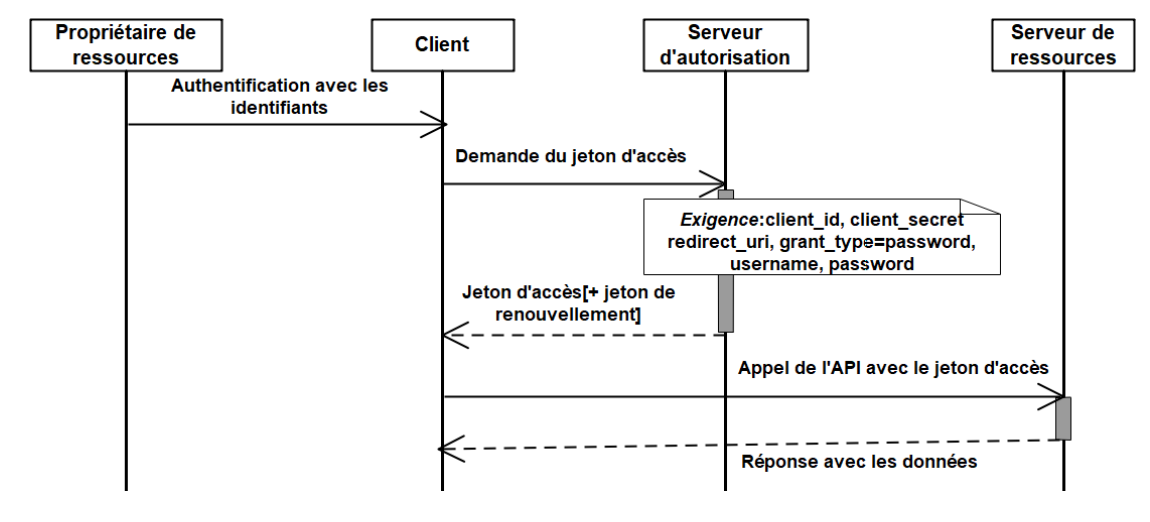 Propriétaire de
ressources
Client
Serveur
d'autorisation
Serveur de
ressources
Authentification avec les
identifiants
Demande du jeton d'accès
Exigence:client_id, client_secret
redirect_uri, grant_type=password,
username, password
Jeton d'accès[+ jeton de
renouvellement]
Appel de l'API avec le jeton d'accès
Réponse avec les données